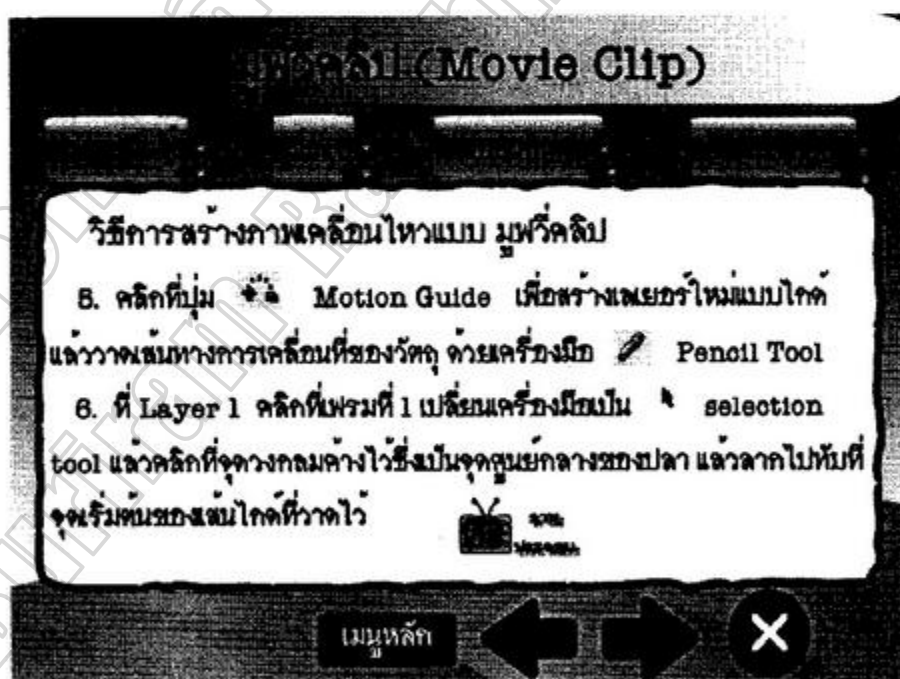 มูฟวี่คลิป (Movie Clip)
วิธีการสร้างภาพเคลื่อนไหวแบบ มูฟวี่คลิป
5. คลิกที่ปุ่ม Motion Guide เพื่อสร้างเลเยอร์ใหม่แบบไกด์
แล้ววาดเส้นทางการเคลื่อนที่ของวัตถุ ด้วยเครื่องมือ Pencil Tool
6. ที่ Layer 1 คลิกที่เฟรมที่ 1 เปลี่ยนเครื่องมือเป็น selection
tool แล้วคลิกที่จุดวงกลมค้างไว้ซึ่งเป็นจุดศูนย์กลางของปลา แล้วลากไปทับที่
จุดเริ่มต้นของเส้นไกด์ที่วาดไว้
เมนูหลัก